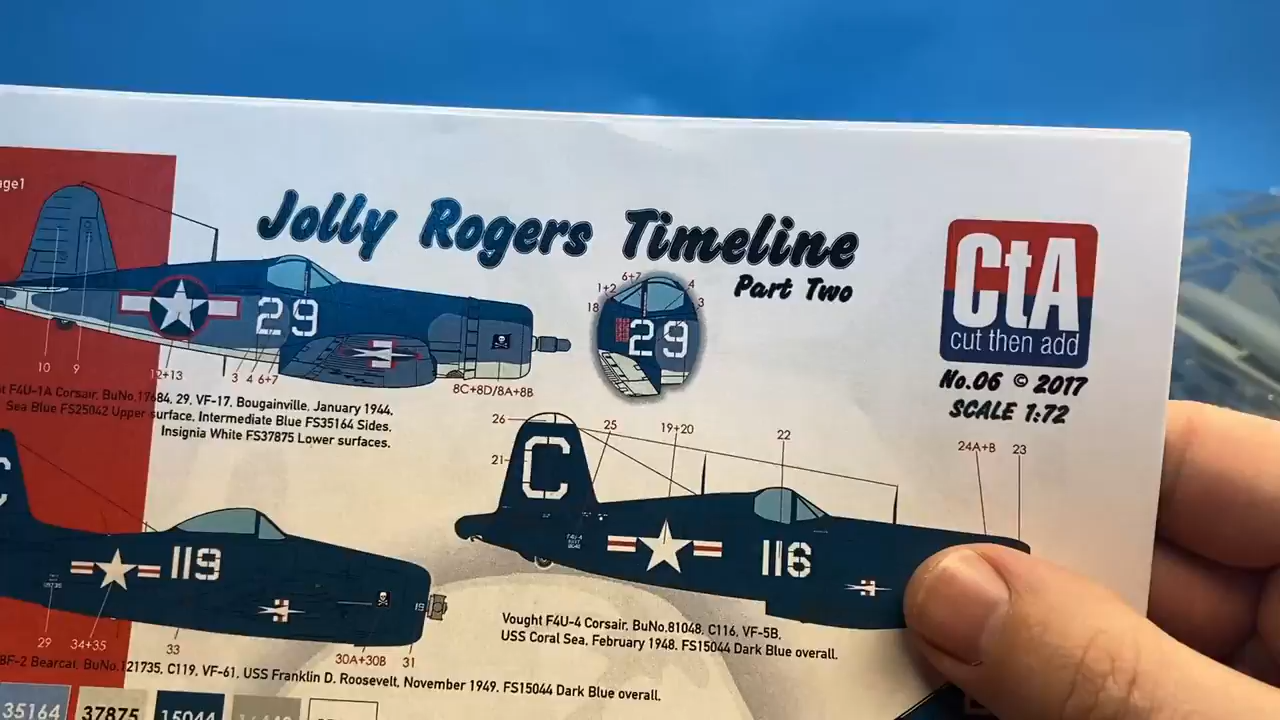 age1
Jolly Rogers Timeline
Part Two
CtA
cut then add
No.06 © 2017
SCALE 1:72
29
6+7
1+2
4
3
18
29
10
9
12+13
3 4 6+7
8C+8D/8A+8B
F4U-1A Corsair, BuNo.17684, 29, VF-17, Bougainville, January 1944,
Sea Blue FS25042 Upper surface, Intermediate Blue FS35164 Sides,
Insignia White FS37875 Lower surfaces.
26
25
19+20
22
24A+B
23
21
C
C
116
119
29
34+35
33
30A+30B
31
Vought F4U-4 Corsair, BuNo.81048, C116, VF-5B,
USS Coral Sea, February 1948, FS15044 Dark Blue overall.
8F-2 Bearcat, BuNo.121735, C119, VF-61, USS Franklin D. Roosevelt, November 1949, FS15044 Dark Blue overall.
35164
37875
15044